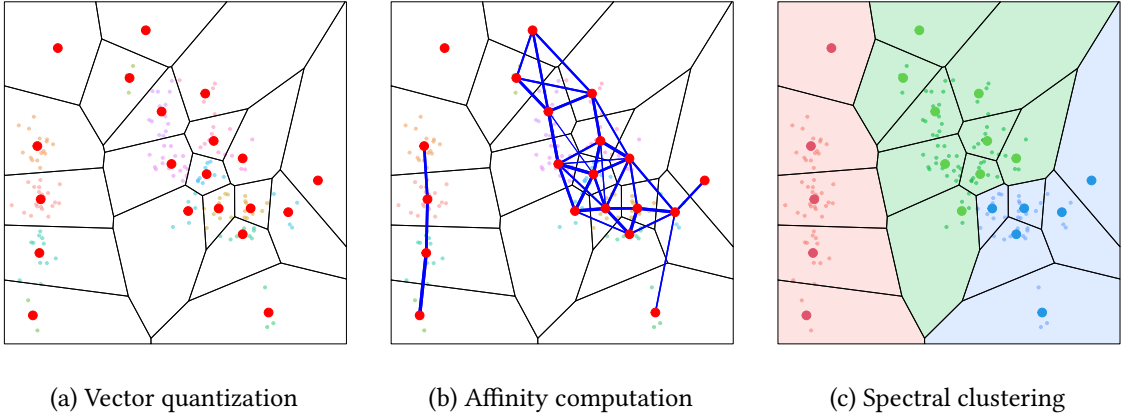 (a) Vector quantization
(b) Affinity computation
(c) Spectral clustering